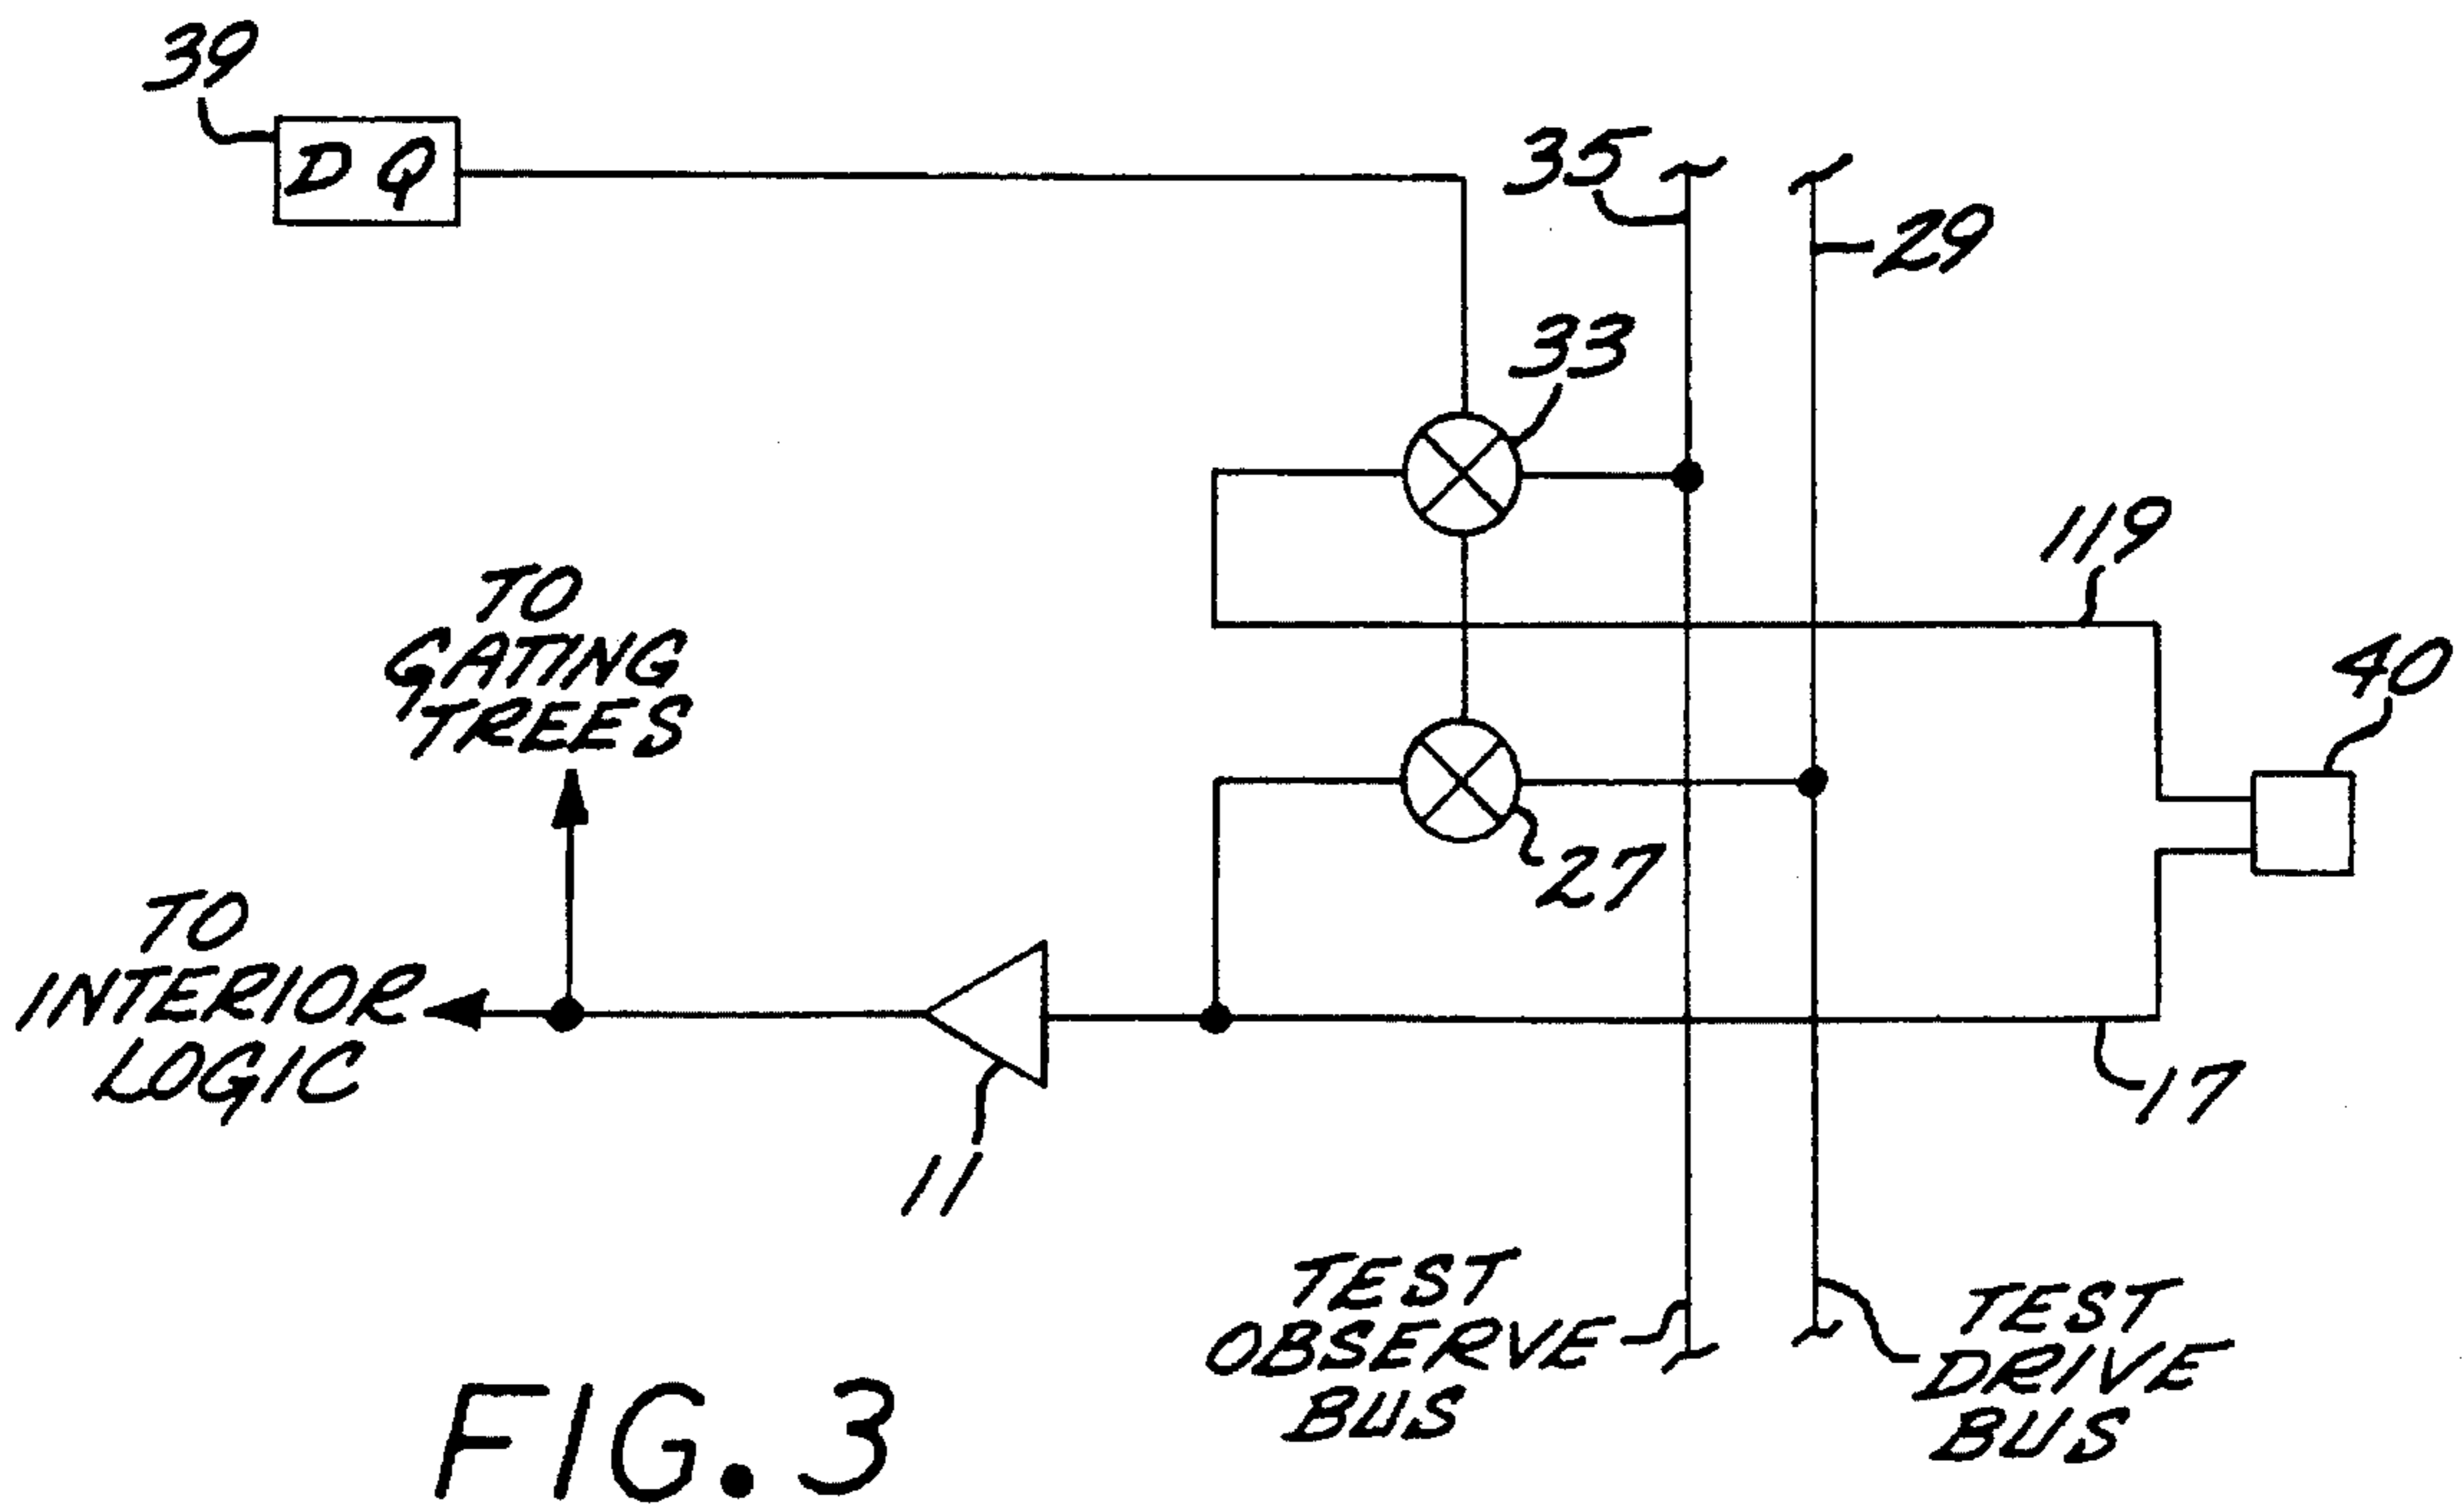 39
D Q
35
29
33
119
TO
GATING
TREES
40
27
TO
INTERIOR
LOGIC
11
17
TEST
OBSERVE
BUS
TEST
DRIVE
BUS
FIG. 3